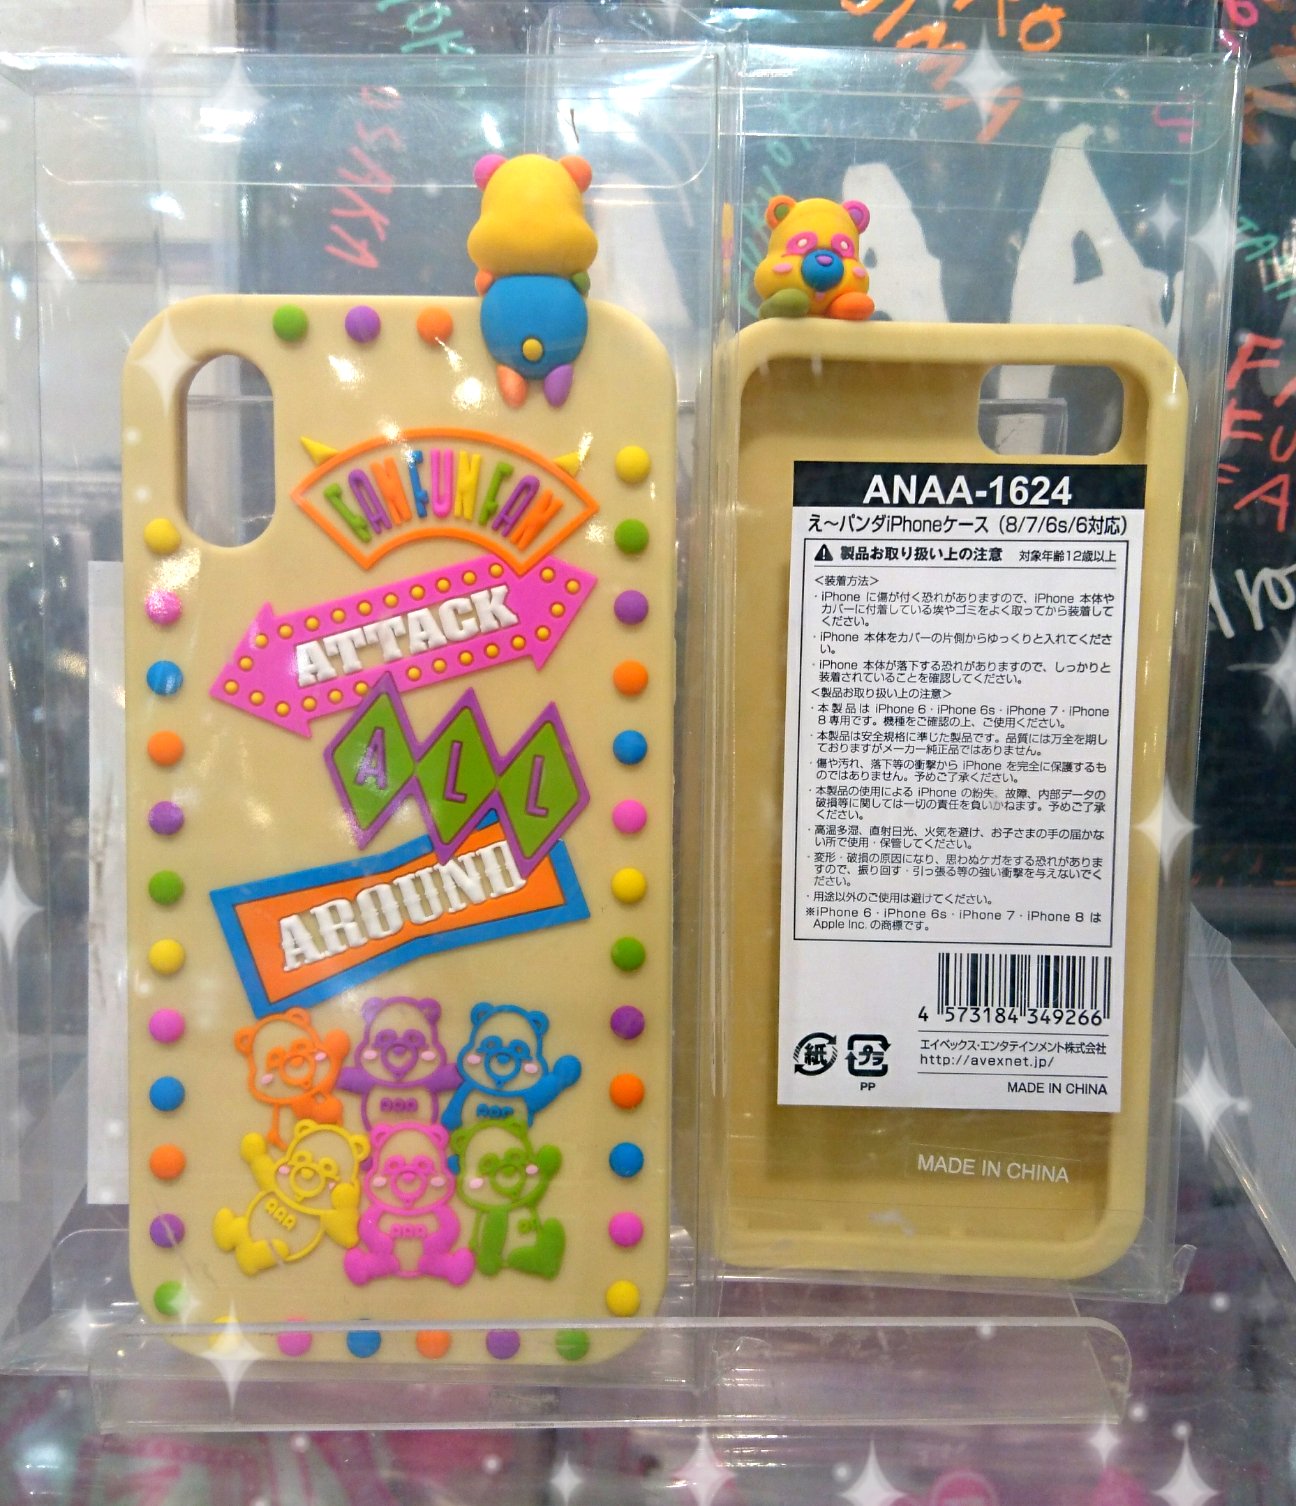 YOKU
OSAKA
FANFUNFAN
ATTACK
ALL
AROUND
AAA
AAA
AAA
AAA
ANAA-1624
え〜パンダiPhoneケース（8/7/6s/6対応）
製品お取り扱い上の注意 対象年齢12歳以上
＜装着方法＞
・iPhone に傷が付く恐れがありますので、iPhone 本体や
カバーに付着している埃やゴミをよく取ってから装着して
ください。
・iPhone 本体をカバーの片側からゆっくりと入れてくださ
い。
・iPhone 本体が落下する恐れがありますので、しっかりと
装着されていることを確認してください。
＜製品お取り扱い上の注意＞
・本製品は iPhone 6・iPhone 6s・iPhone 7・iPhone
8 専用です。機種をご確認の上、ご使用ください。
・本製品は安全規格に準じた製品です。品質には万全を期し
ておりますがメーカー純正品ではありません。
・傷や汚れ、落下等の衝撃から iPhone を完全に保護するも
のではありません。予めご了承ください。
・本製品の使用による iPhone の紛失、故障、内部データの
破損等に関しては一切の責任を負いかねます。予めご了承
ください。
・高温多湿、直射日光、火気を避け、お子さまの手の届かな
い所で使用・保管してください。
・変形・破損の原因になり、思わぬケガをする恐れがありま
すので、振り回す・引っ張る等の強い衝撃を与えないでく
ださい。
・用途以外のご使用は避けてください。
※iPhone 6・iPhone 6s・iPhone 7・iPhone 8 は
Apple Inc. の商標です。
4 573184 349266
紙
プラ
PP
エイベックス・エンタテインメント株式会社
http://avexnet.jp/
MADE IN CHINA
MADE IN CHINA